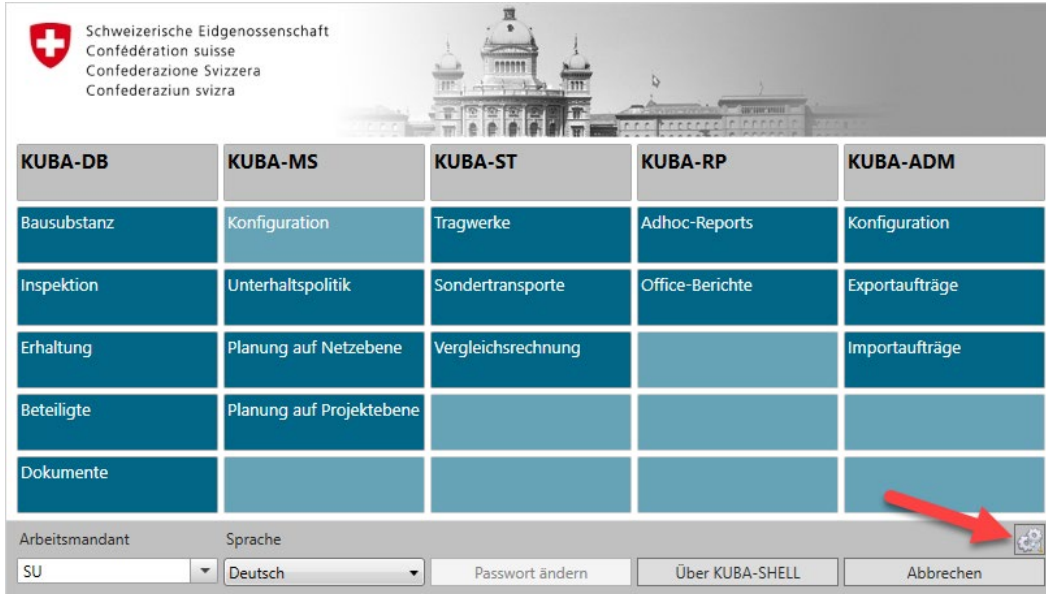 Schweizerische Eidgenossenschaft
Confédération suisse
Confederazione Svizzera
Confederaziun svizra
KUBA-DB KUBA-MS KUBA-ST KUBA-RP KUBA-ADM
Bausubstanz Konfiguration Tragwerke Adhoc-Reports Konfiguration
Inspektion Unterhaltspolitik Sondertransporte Office-Berichte Exportaufträge
Erhaltung Planung auf Netzebene Vergleichsrechnung Importaufträge
Beteiligte Planung auf Projektebene
Dokumente
Arbeitsmandant Sprache
SU Deutsch Passwort ändern Über KUBA-SHELL Abbrechen